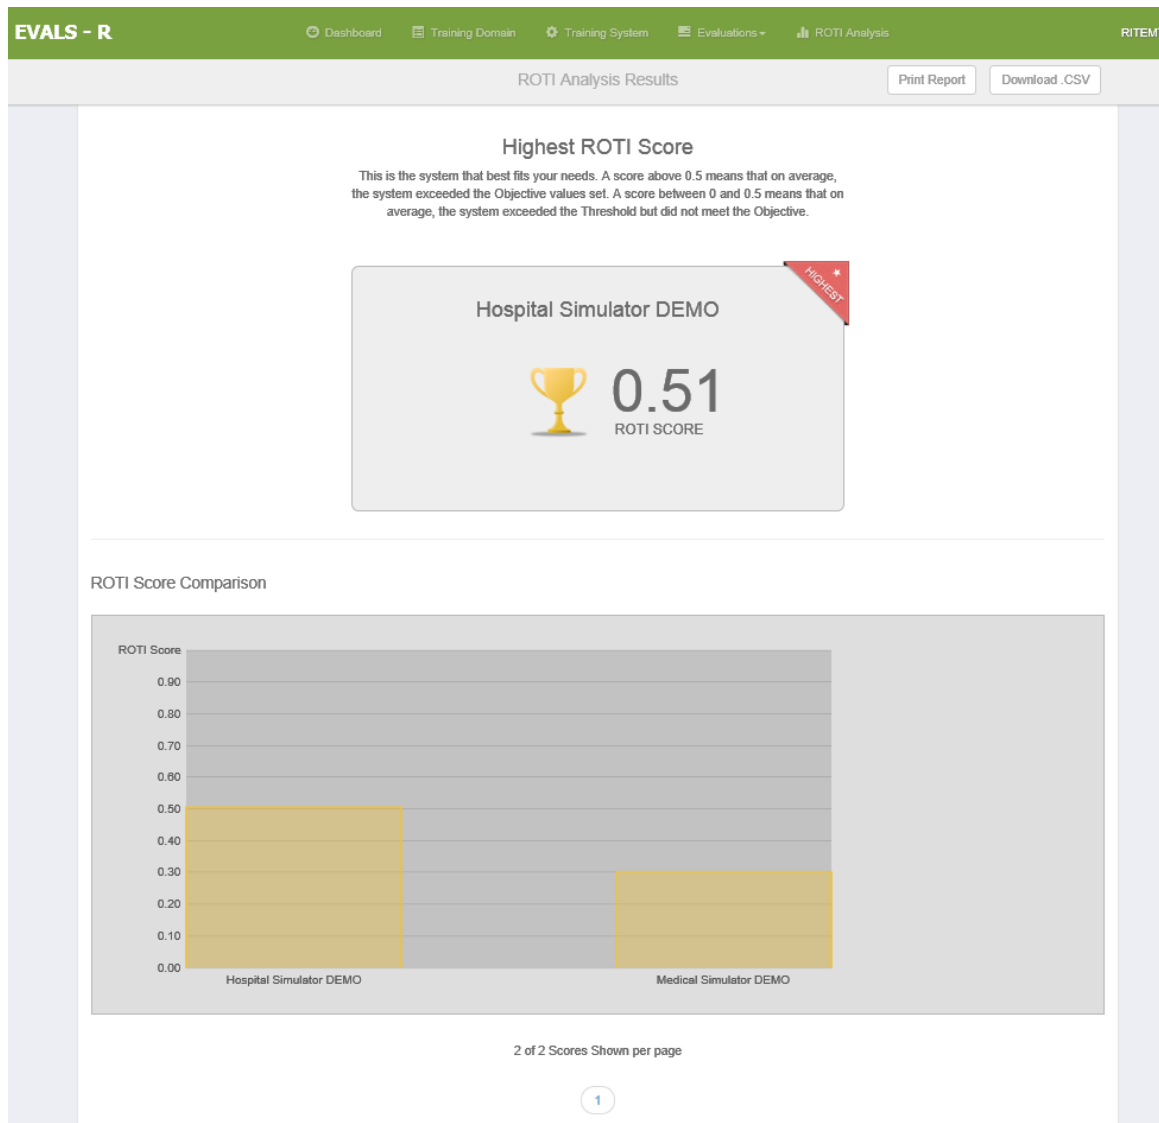 EVALS - R
Dashboard
Training Domain
Training System
Evaluations
ROTI Analysis
ROTI Analysis Results
Print Report
Download .CSV
Highest ROTI Score
This is the system that best fits your needs. A score above 0.5 means that on average,
the system exceeded the Objective values set. A score between 0 and 0.5 means that on
average, the system exceeded the Threshold but did not meet the Objective.
HIGHEST
Hospital Simulator DEMO
0.51
ROTI SCORE
ROTI Score Comparison
ROTI Score
0.90
0.80
0.70
0.60
0.50
0.40
0.30
0.20
0.10
0.00
Hospital Simulator DEMO
Medical Simulator DEMO
2 of 2 Scores Shown per page
1